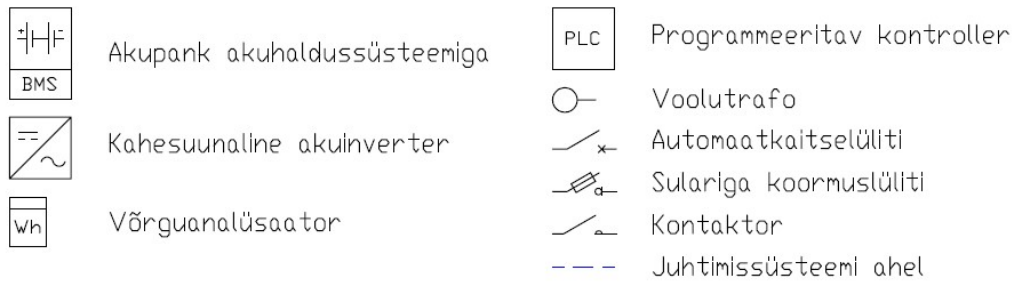 Akupank akuhaldussüsteemiga
BMS
Kahesuunaline akuinverter
Wh
Võrguanalüsaator
PLC
Programmeeritav kontroller
Voolutrafo
Automaatkaitselüliti
Sulariga koormuslüliti
Kontaktor
Juhtimissüsteemi ahel